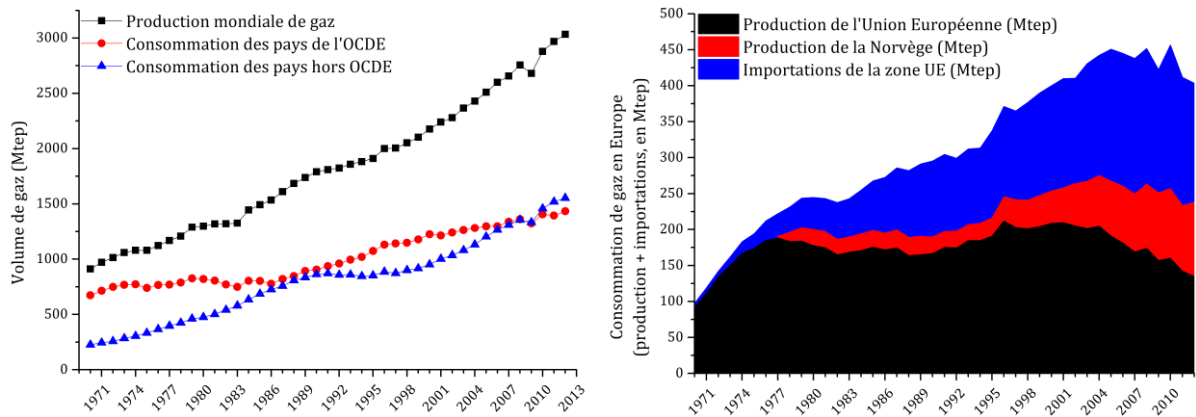 Production mondiale de gaz
Consommation des pays de l'OCDE
Consommation des pays hors OCDE
Volume de gaz (Mtep)
3000
2500
2000
1500
1000
500
0
1971 1974 1977 1980 1983 1986 1989 1992 1995 1998 2001 2004 2007 2010 2013
Production de l'Union Européenne (Mtep)
Production de la Norvège (Mtep)
Importations de la zone UE (Mtep)
Consommation de gaz en Europe
(production + importations, en Mtep)
500
450
400
350
300
250
200
150
100
50
0
1971 1974 1977 1980 1983 1986 1989 1992 1995 1998 2001 2004 2007 2010